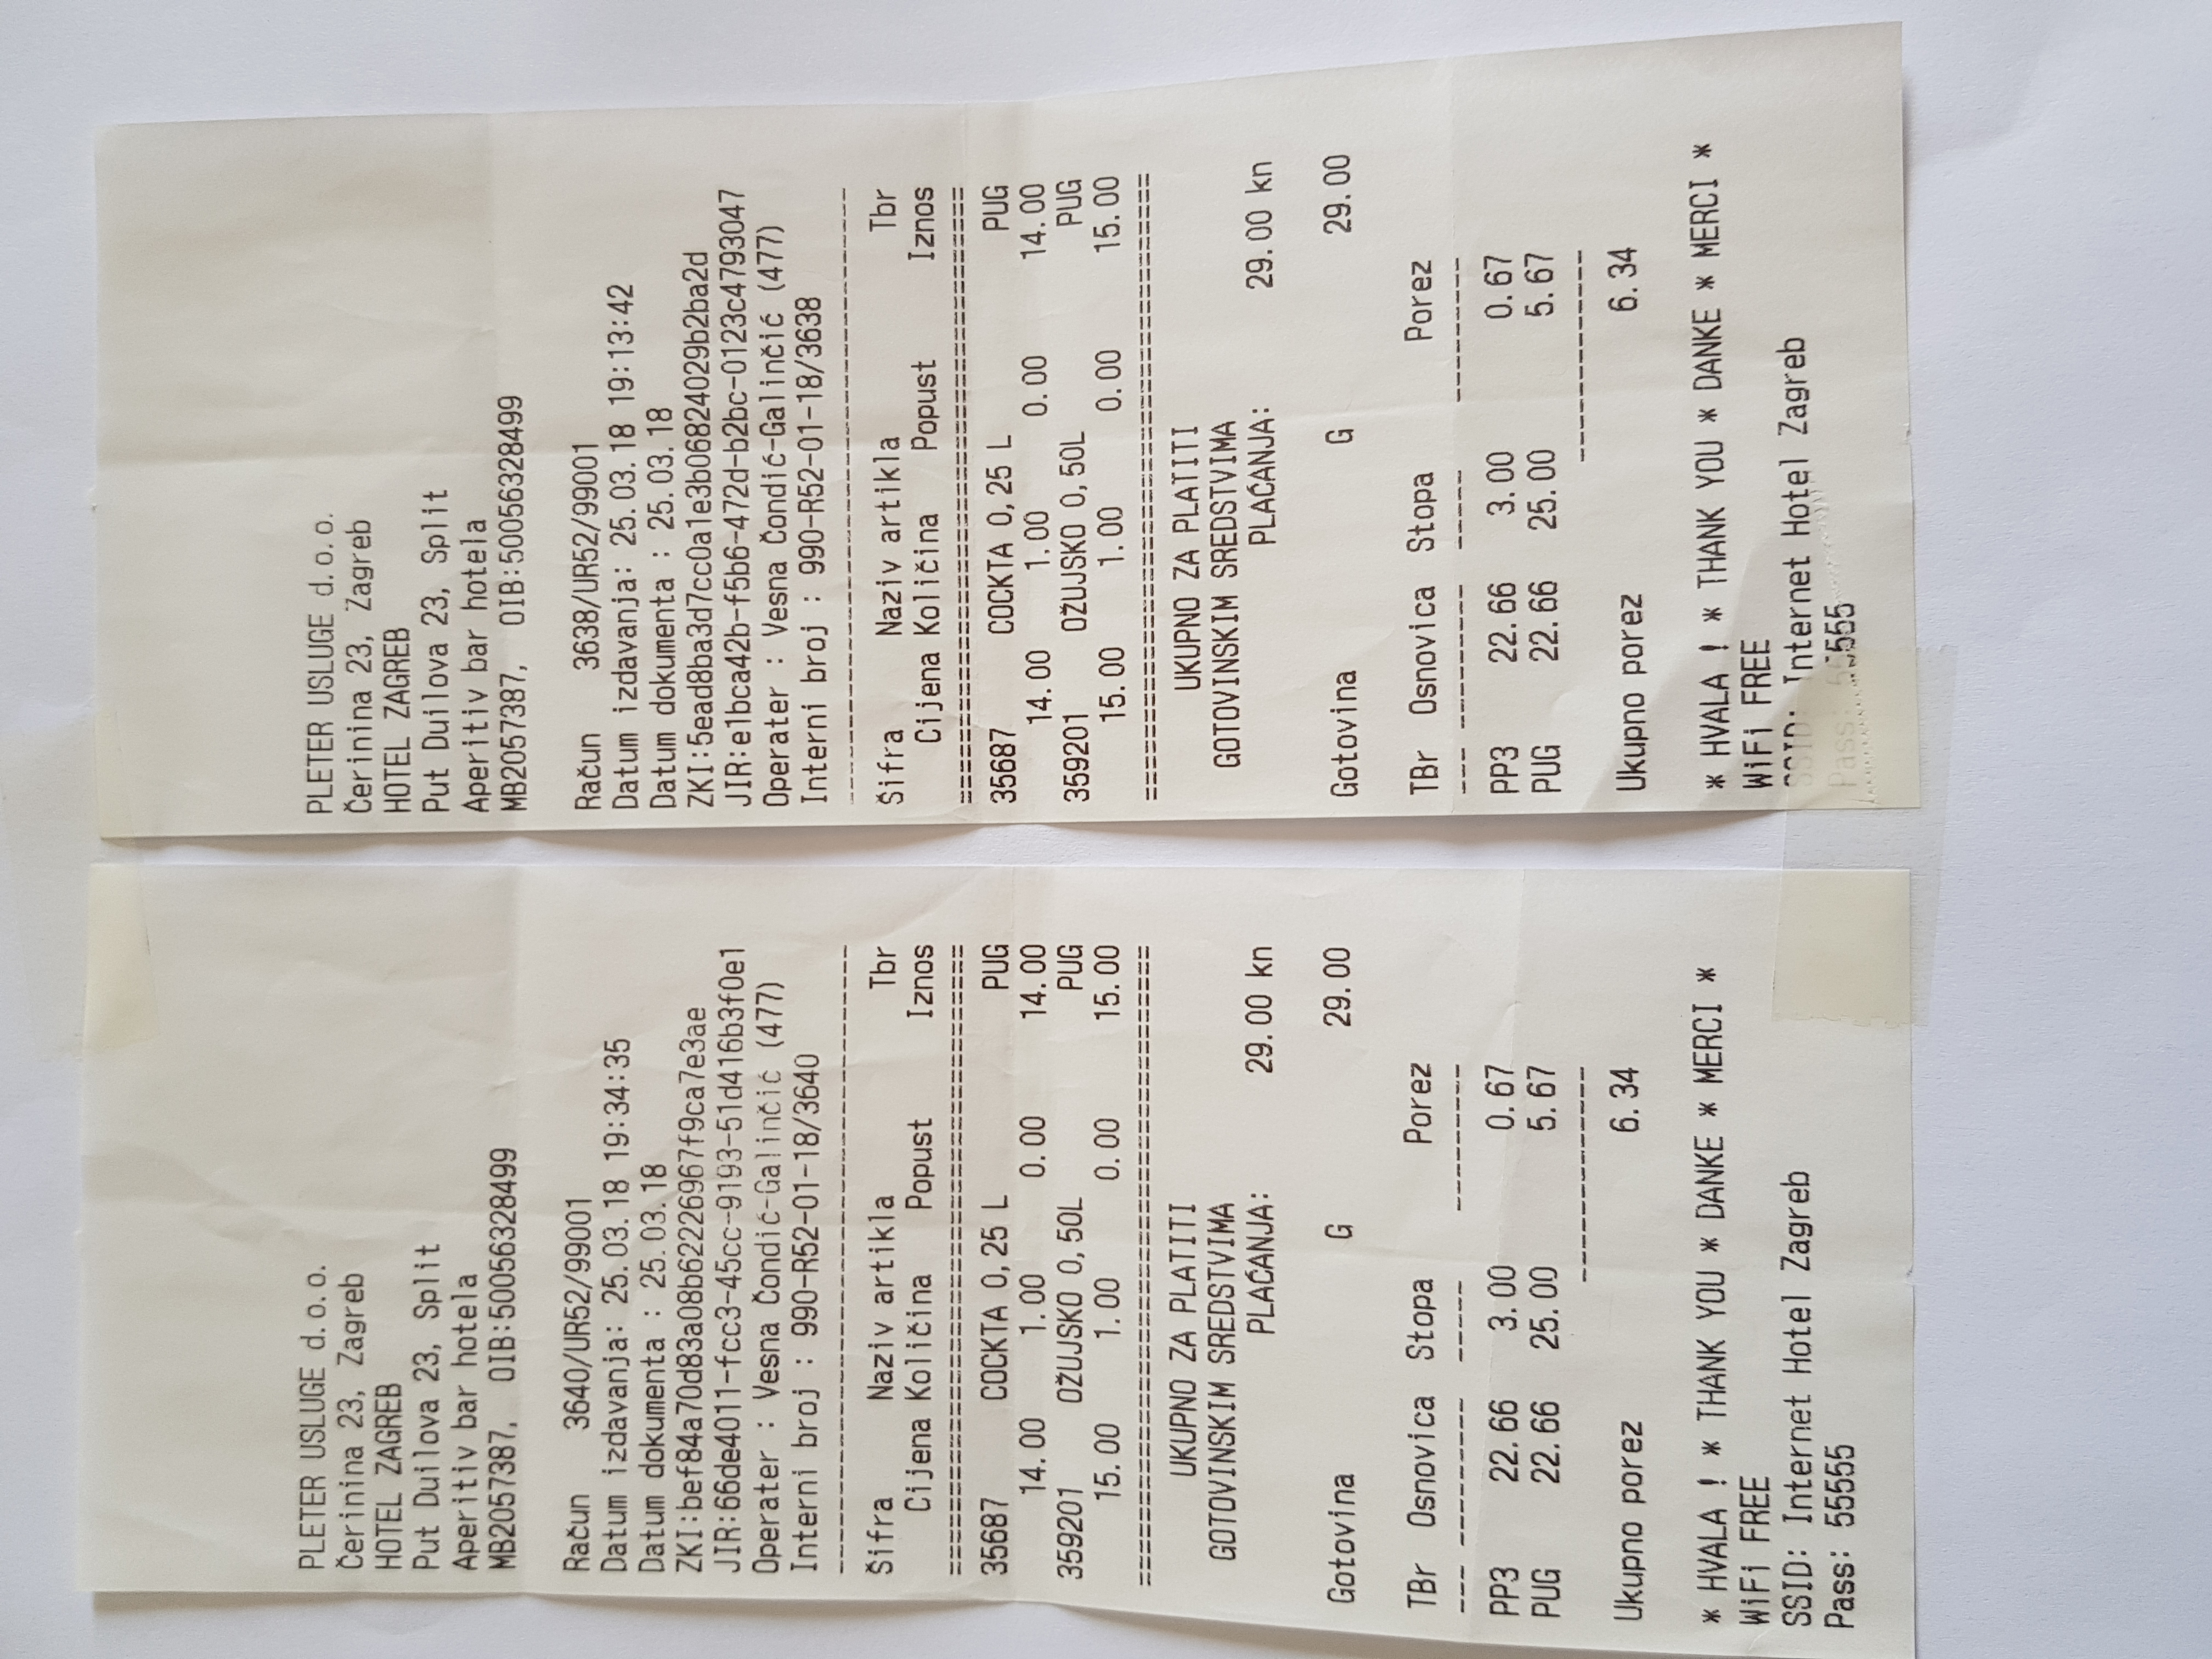 PLETER USLUGE d.o.o.
Čerinina 23, Zagreb
HOTEL ZAGREB
Put Duilova 23, Split
Aperitiv bar hotela
MB2057387, OIB:50056328499
Račun 3640/UR52/99001
Datum izdavanja: 25.03.18 19:34:35
Datum dokumenta : 25.03.18
ZKI:bef84a70d83a08b62226967f9ca7e3ae
JIR:66de4011-fcc3-45cc-9193-51d416b3f0e1
Operater : Vesna Čondić-Galinčić (477)
Interni broj : 990-R52-01-18/3640
Šifra Naziv artikla Tbr
Cijena Količina Popust Iznos
35687 COCKTA 0,25 L PUG
14.00 1.00 0.00 14.00
359201 OŽUJSKO 0,50L PUG
15.00 1.00 0.00 15.00
UKUPNO ZA PLATITI
GOTOVINSKIM SREDSTVIMA
PLAĆANJA: 29.00 kn
Gotovina G 29.00
TBr Osnovica Stopa Porez
PP3 22.66 3.00 0.67
PUG 22.66 25.00 5.67
Ukupno porez 6.34
* HVALA ! * THANK YOU * DANKE * MERCI *
WiFi FREE
SSID: Internet Hotel Zagreb
Pass: 55555
PLETER USLUGE d.o.o.
Čerinina 23, Zagreb
HOTEL ZAGREB
Put Duilova 23, Split
Aperitiv bar hotela
MB2057387, OIB:50056328499
Račun 3638/UR52/99001
Datum izdavanja: 25.03.18 19:13:42
Datum dokumenta : 25.03.18
ZKI:5ead8ba3d7cc0a1e3b06824029b2ba2d
JIR:e1bca42b-f5b6-472d-b2bc-0123c4793047
Operater : Vesna Čondić-Galinčić (477)
Interni broj : 990-R52-01-18/3638
Šifra Naziv artikla Tbr
Cijena Količina Popust Iznos
35687 COCKTA 0,25 L PUG
14.00 1.00 0.00 14.00
359201 OŽUJSKO 0,50L PUG
15.00 1.00 0.00 15.00
UKUPNO ZA PLATITI
GOTOVINSKIM SREDSTVIMA
PLAĆANJA: 29.00 kn
Gotovina G 29.00
TBr Osnovica Stopa Porez
PP3 22.66 3.00 0.67
PUG 22.66 25.00 5.67
Ukupno porez 6.34
* HVALA ! * THANK YOU * DANKE * MERCI *
WiFi FREE
SSID: Internet Hotel Zagreb
Pass: 55555